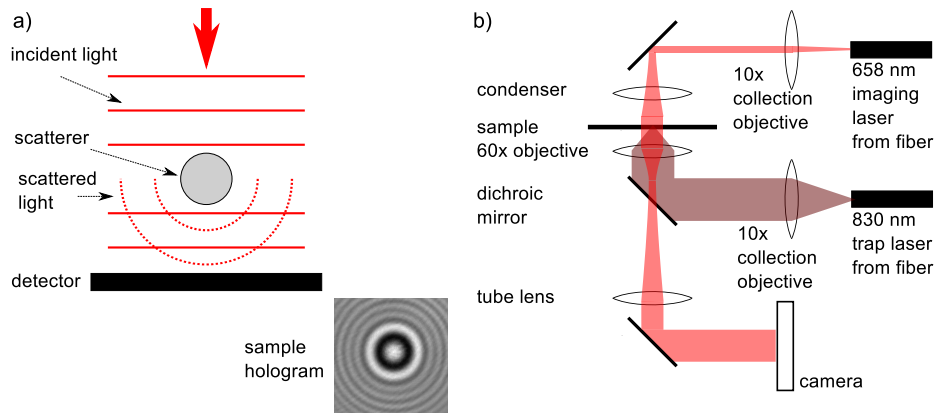 a)
incident light
scatterer
scattered
light
detector
sample
hologram
b)
condenser
sample
60x objective
dichroic
mirror
tube lens
10x
collection
objective
658 nm
imaging
laser
from fiber
10x
collection
objective
830 nm
trap laser
from fiber
camera